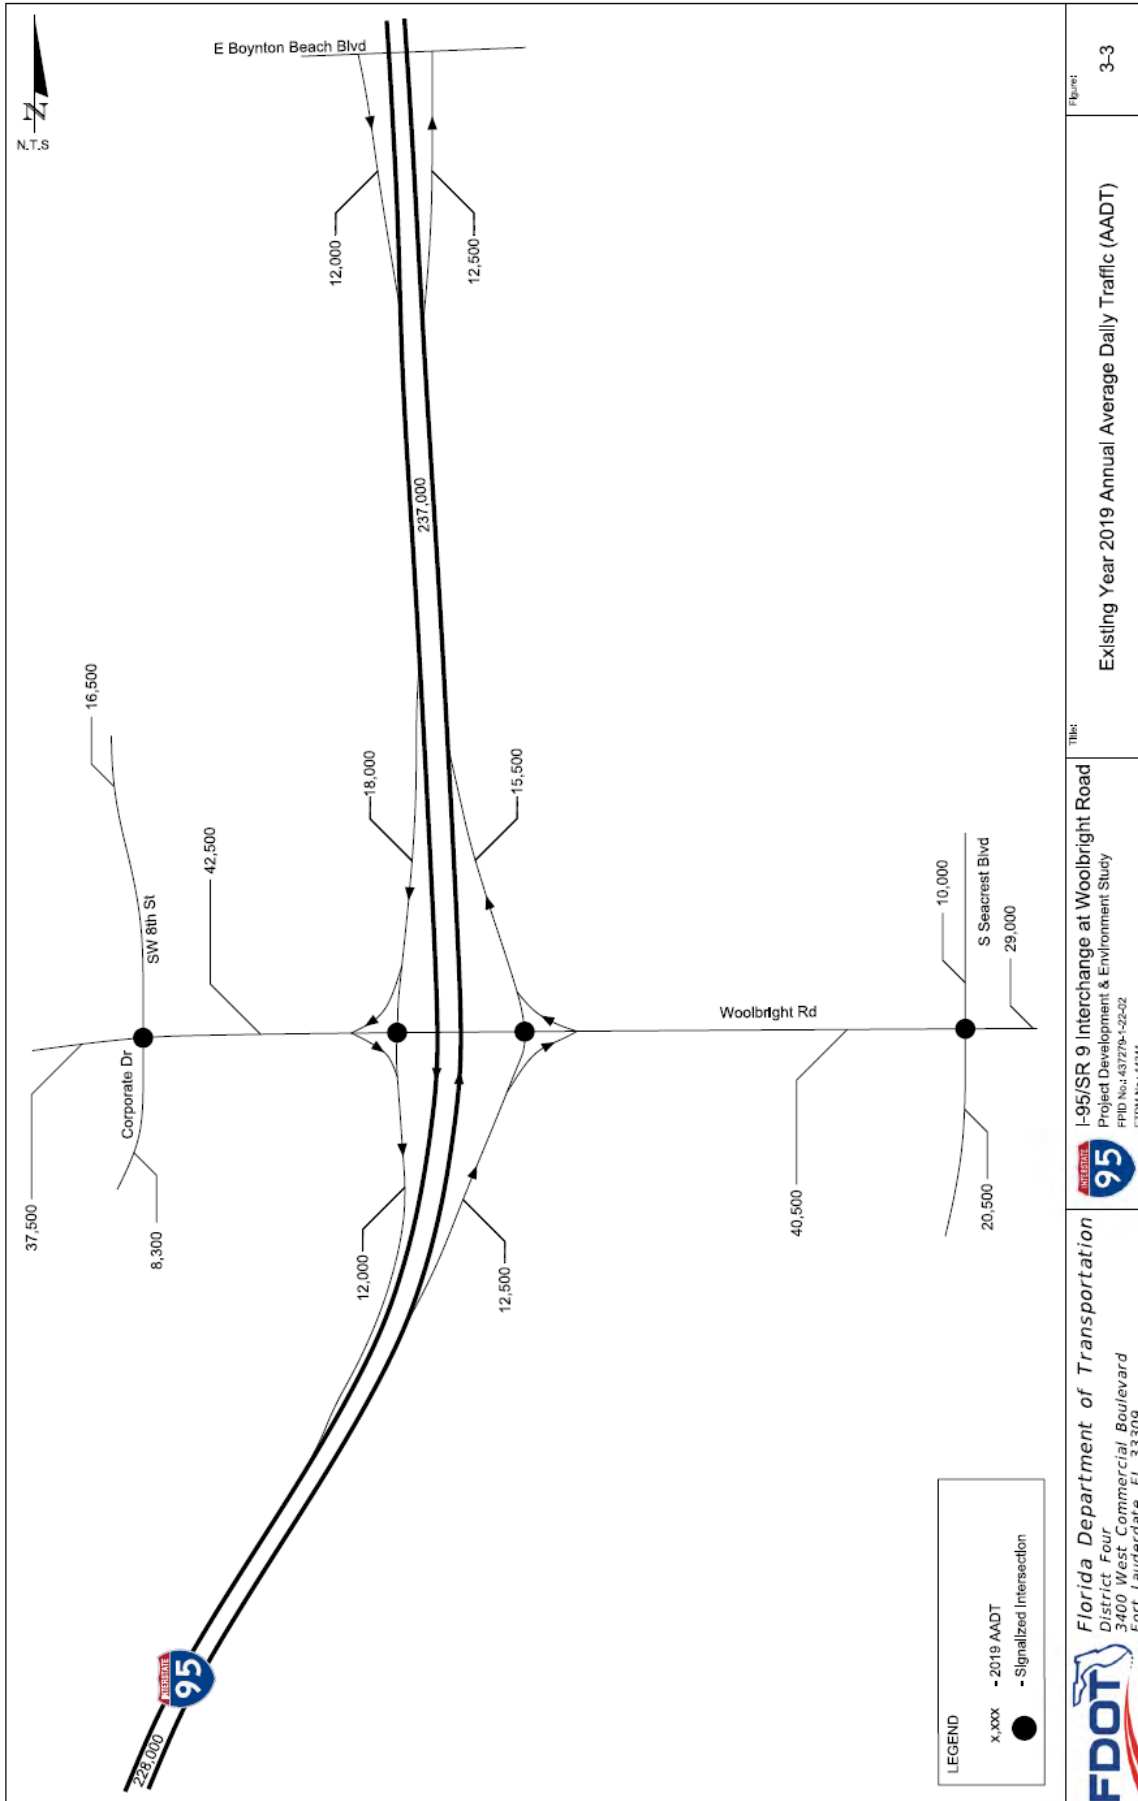 E Boynton Beach Blvd
N
N.T.S
12,000
12,500
237,000
16,500
SW 8th St
42,500
18,000
15,500
10,000
S Seacrest Blvd
29,000
Woolbright Rd
Corporate Dr
37,500
8,300
12,000
12,500
40,500
20,500
INTERSTATE
95
228,000
LEGEND
x,xxx - 2019 AADT
- Signalized Intersection
FDOT
Florida Department of Transportation
District Four
3400 West Commercial Boulevard
Fort Lauderdale, FL 33309
INTERSTATE
95
I-95/SR 9 Interchange at Woolbright Road
Project Development & Environment Study
FPID No.: 437279-1-22-02
Title:
Existing Year 2019 Annual Average Daily Traffic (AADT)
Figure:
3-3